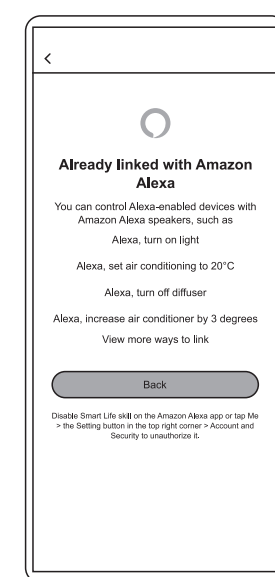 Already linked with Amazon
Alexa
You can control Alexa-enabled devices with
Amazon Alexa speakers, such as
Alexa, turn on light
Alexa, set air conditioning to 20°C
Alexa, turn off diffuser
Alexa, increase air conditioner by 3 degrees
View more ways to link
Back
Disable Smart Life skill on the Amazon Alexa app or tap Me
> the Setting button in the top right corner > Account and
Security to unauthorize it.